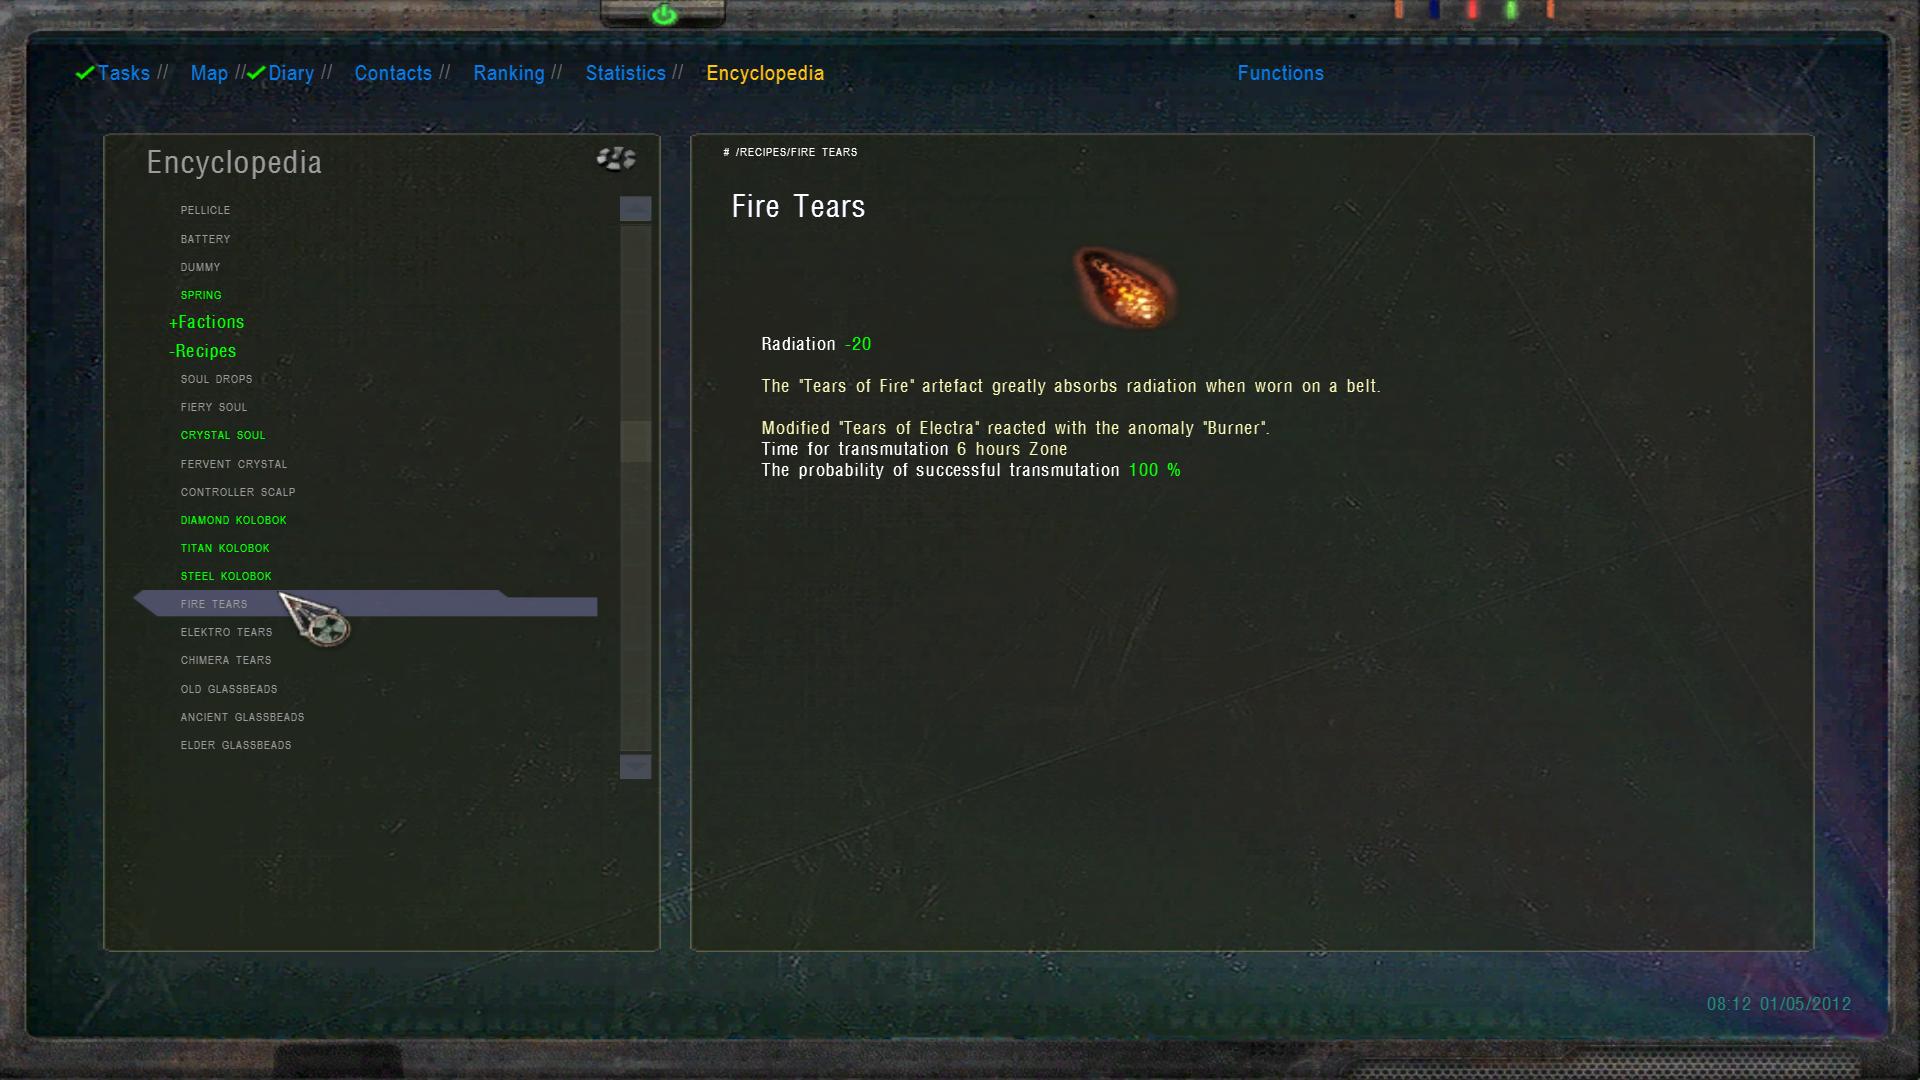 Tasks // Map // Diary // Contacts // Ranking // Statistics // Encyclopedia Functions
Encyclopedia
PELLICLE
BATTERY
DUMMY
SPRING
+Factions
-Recipes
SOUL DROPS
FIERY SOUL
CRYSTAL SOUL
FERVENT CRYSTAL
CONTROLLER SCALP
DIAMOND KOLOBOK
TITAN KOLOBOK
STEEL KOLOBOK
FIRE TEARS
ELEKTRO TEARS
CHIMERA TEARS
OLD GLASSBEADS
ANCIENT GLASSBEADS
ELDER GLASSBEADS
# /RECIPES/FIRE TEARS
Fire Tears
Radiation -20
The "Tears of Fire" artefact greatly absorbs radiation when worn on a belt.
Modified "Tears of Electra" reacted with the anomaly "Burner".
Time for transmutation 6 hours Zone
The probability of successful transmutation 100 %
08:12 01/05/2012